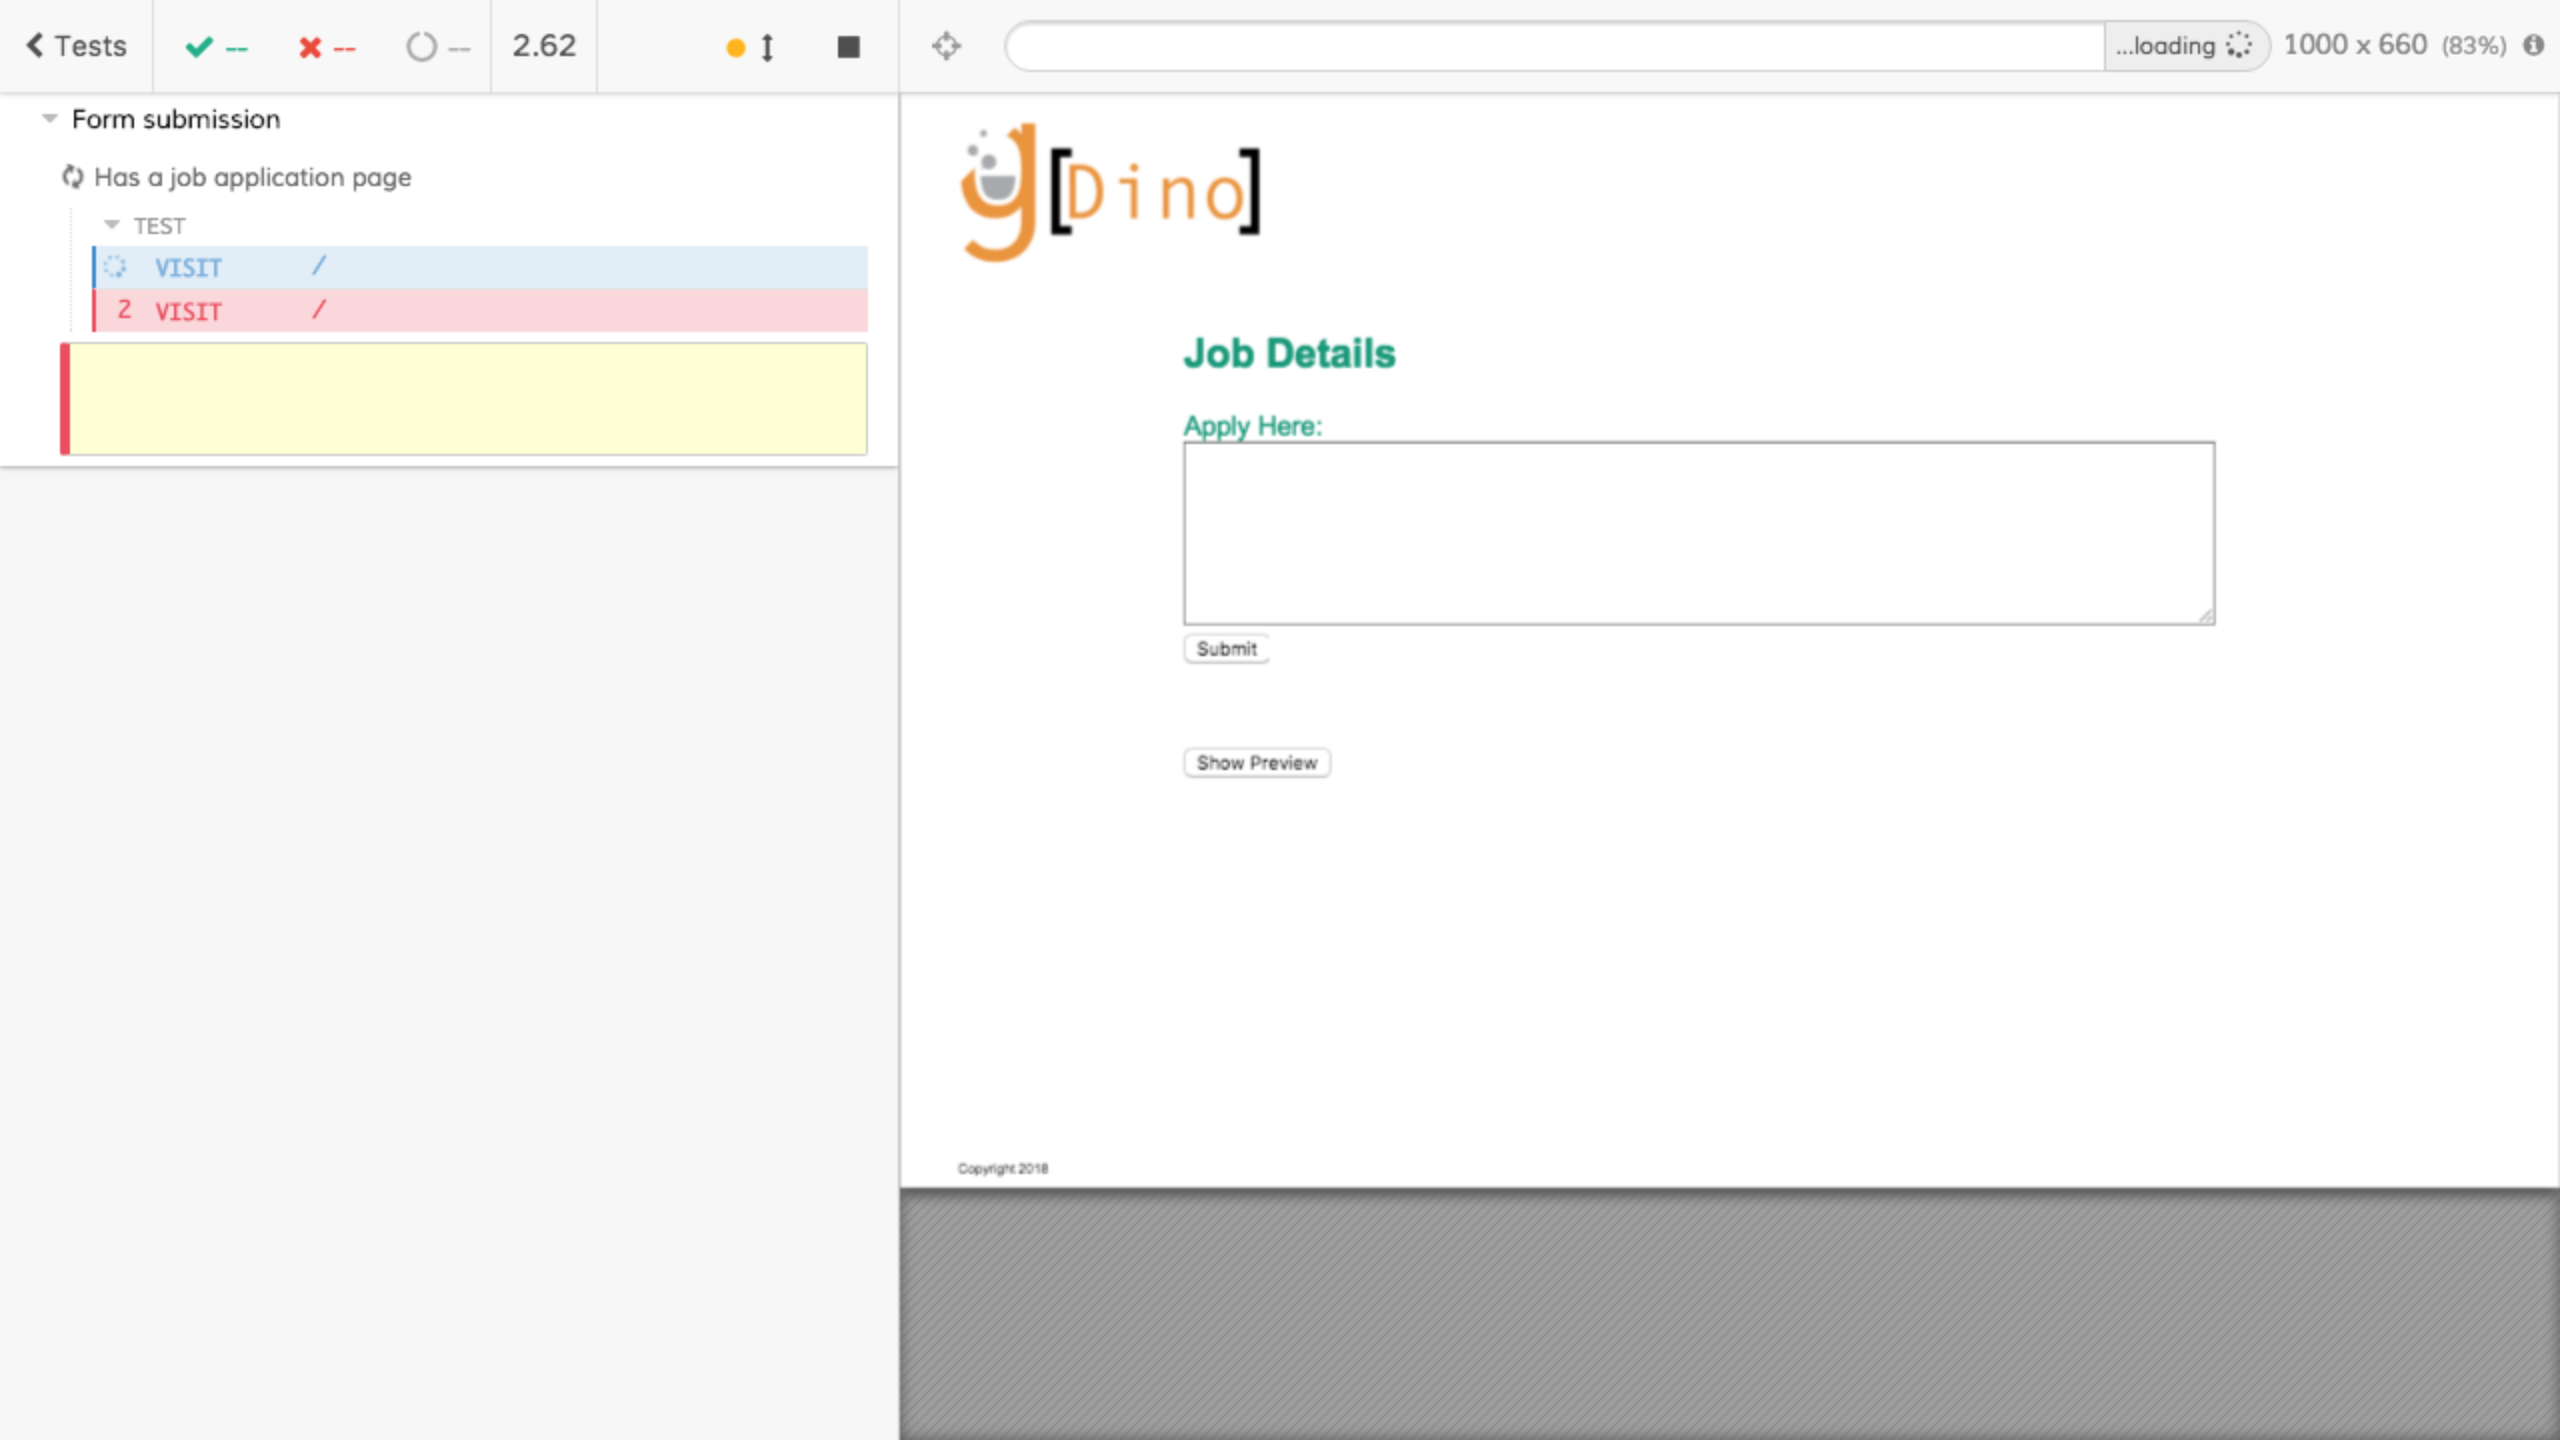 Tests -- -- -- 2.62
...loading 1000 x 660 (83%)
Form submission
Has a job application page
TEST
VISIT /
2 VISIT /
g[Dino]
Job Details
Apply Here:
Submit
Show Preview
Copyright 2018